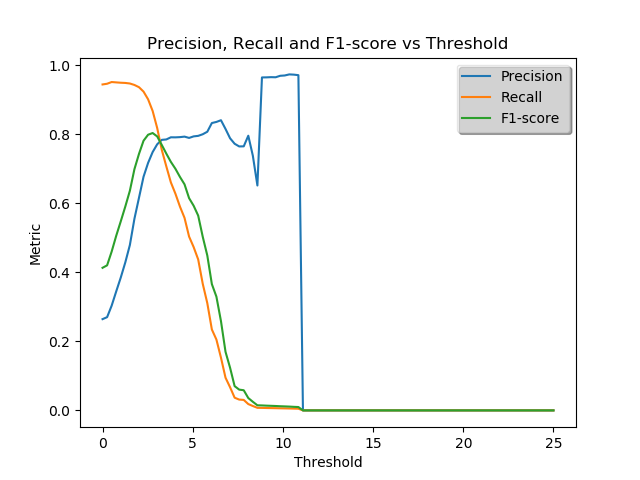 Precision, Recall and F1-score vs Threshold
1.0
0.8
0.6
0.4
0.2
0.0
Metric
Precision
Recall
F1-score
0
5
10
15
20
25
Threshold